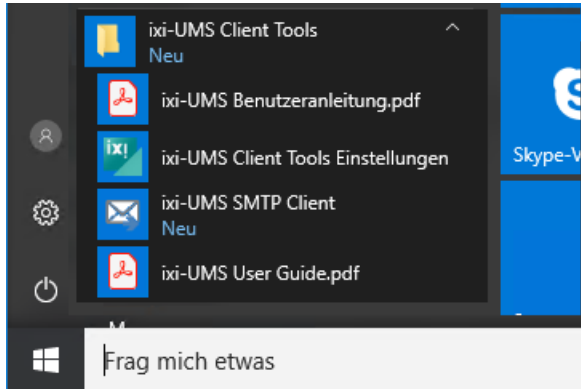 ixi-UMS Client Tools
Neu
ixi-UMS Benutzeranleitung.pdf
ixi-UMS Client Tools Einstellungen
ixi-UMS SMTP Client
Neu
ixi-UMS User Guide.pdf
Frag mich etwas
ixi
Skype-V